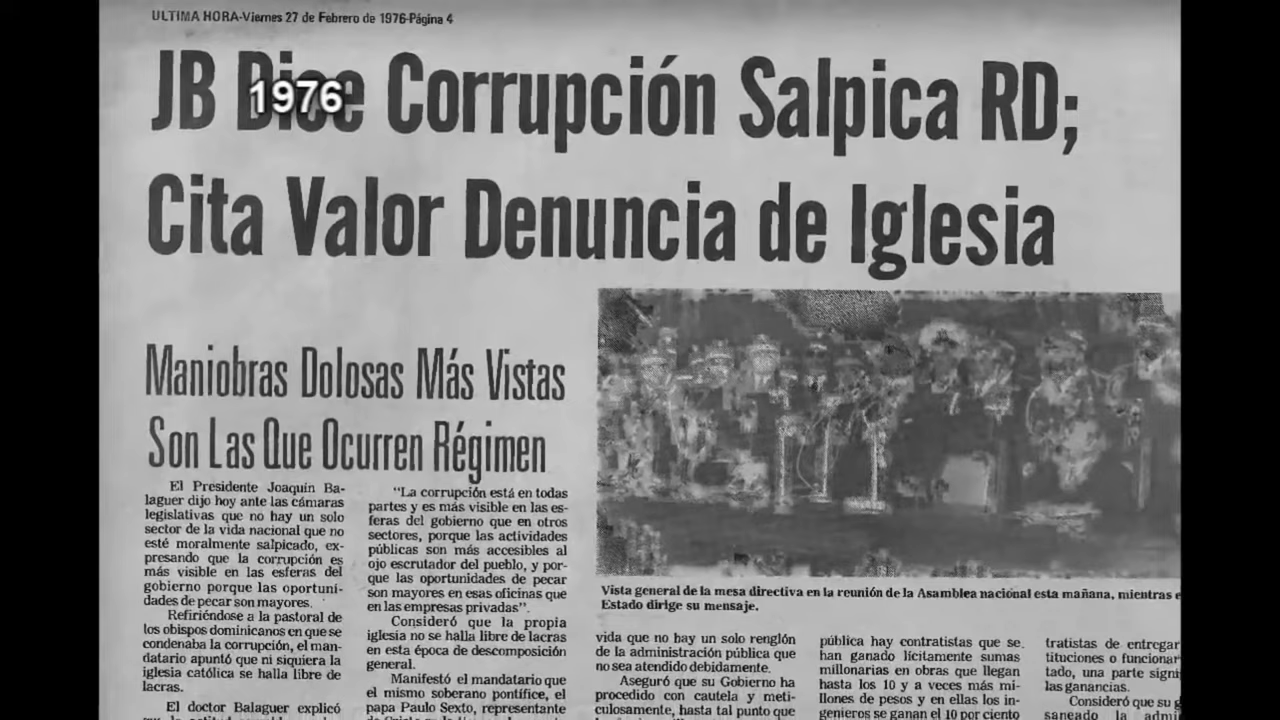 ULTIMA HORA-Viernes 27 de Febrero de 1976-Página 4
JB Dice Corrupción Salpica RD;
1976
Cita Valor Denuncia de Iglesia
Maniobras Dolosas Más Vistas
Son Las Que Ocurren Régimen
El Presidente Joaquín Ba-
laguer dijo hoy ante las cámaras
legislativas que no hay un solo
sector de la vida nacional que no
esté moralmente salpicado, ex-
presando que la corrupción es
más visible en las esferas del
gobierno porque las oportuni-
dades de pecar son mayores.
Refiriéndose a la pastoral de
los obispos dominicanos en que se
condenaba la corrupción, el man-
datario apuntó que ni siquiera la
iglesia católica se halla libre de
lacras.
El doctor Balaguer explicó
"La corrupción está en todas
partes y es más visible en las es-
feras del gobierno que en otros
sectores, porque las actividades
públicas son más accesibles al
ojo escrutador del pueblo, y por-
que las oportunidades de pecar
son mayores en esas oficinas que
en las empresas privadas".
Consideró que la propia
iglesia no se halla libre de lacras
en esta época de descomposición
general.
Manifestó el mandatario que
el mismo soberano pontífice, el
papa Paulo Sexto, representante
Vista general de la mesa directiva en la reunión de la Asamblea nacional esta mañana, mientras e
Estado dirige su mensaje.
vida que no hay un solo renglón
de la administración pública que
no sea atendido debidamente.
Aseguró que su Gobierno ha
procedido con cautela y meti-
culosamente, hasta tal punto que
pública hay contratistas que se
han ganado lícitamente sumas
millonarias en obras que llegan
hasta los 10 y a veces más mi-
llones de pesos y en ellas los in-
genieros se ganan el 10 por ciento
tratistas de entregar
tituciones o funcionar
tado, una parte signi
las ganancias.
Consideró que su g
saneado la admi